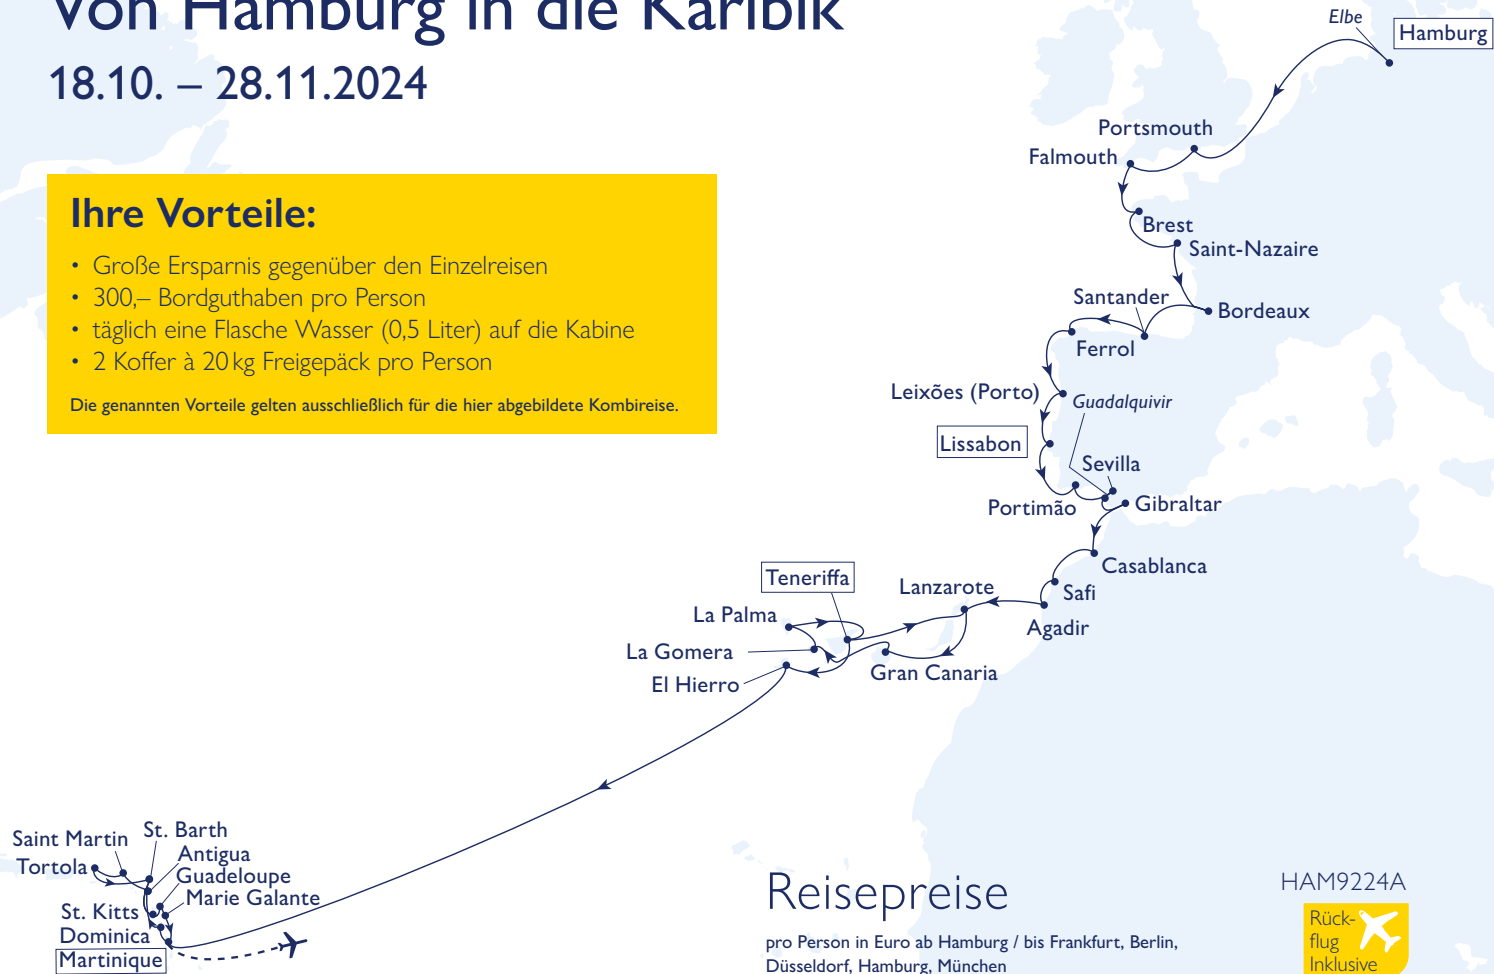 Von Hamburg in die Karibik
18.10. – 28.11.2024
Ihre Vorteile:
• Große Ersparnis gegenüber den Einzelreisen
• 300,– Bordguthaben pro Person
• täglich eine Flasche Wasser (0,5 Liter) auf die Kabine
• 2 Koffer à 20 kg Freigepäck pro Person
Die genannten Vorteile gelten ausschließlich für die hier abgebildete Kombireise.
Elbe
Hamburg
Portsmouth
Falmouth
Brest
Saint-Nazaire
Santander
Bordeaux
Ferrol
Leixões (Porto)
Guadalquivir
Lissabon
Sevilla
Portimão
Gibraltar
Casablanca
Safi
Agadir
Teneriffa
Lanzarote
La Palma
La Gomera
El Hierro
Gran Canaria
Saint Martin
St. Barth
Tortola
Antigua
Guadeloupe
Marie Galante
St. Kitts
Dominica
Martinique
Reisepreise
pro Person in Euro ab Hamburg / bis Frankfurt, Berlin,
Düsseldorf, Hamburg, München
HAM9224A
Rück-
flug
Inklusive